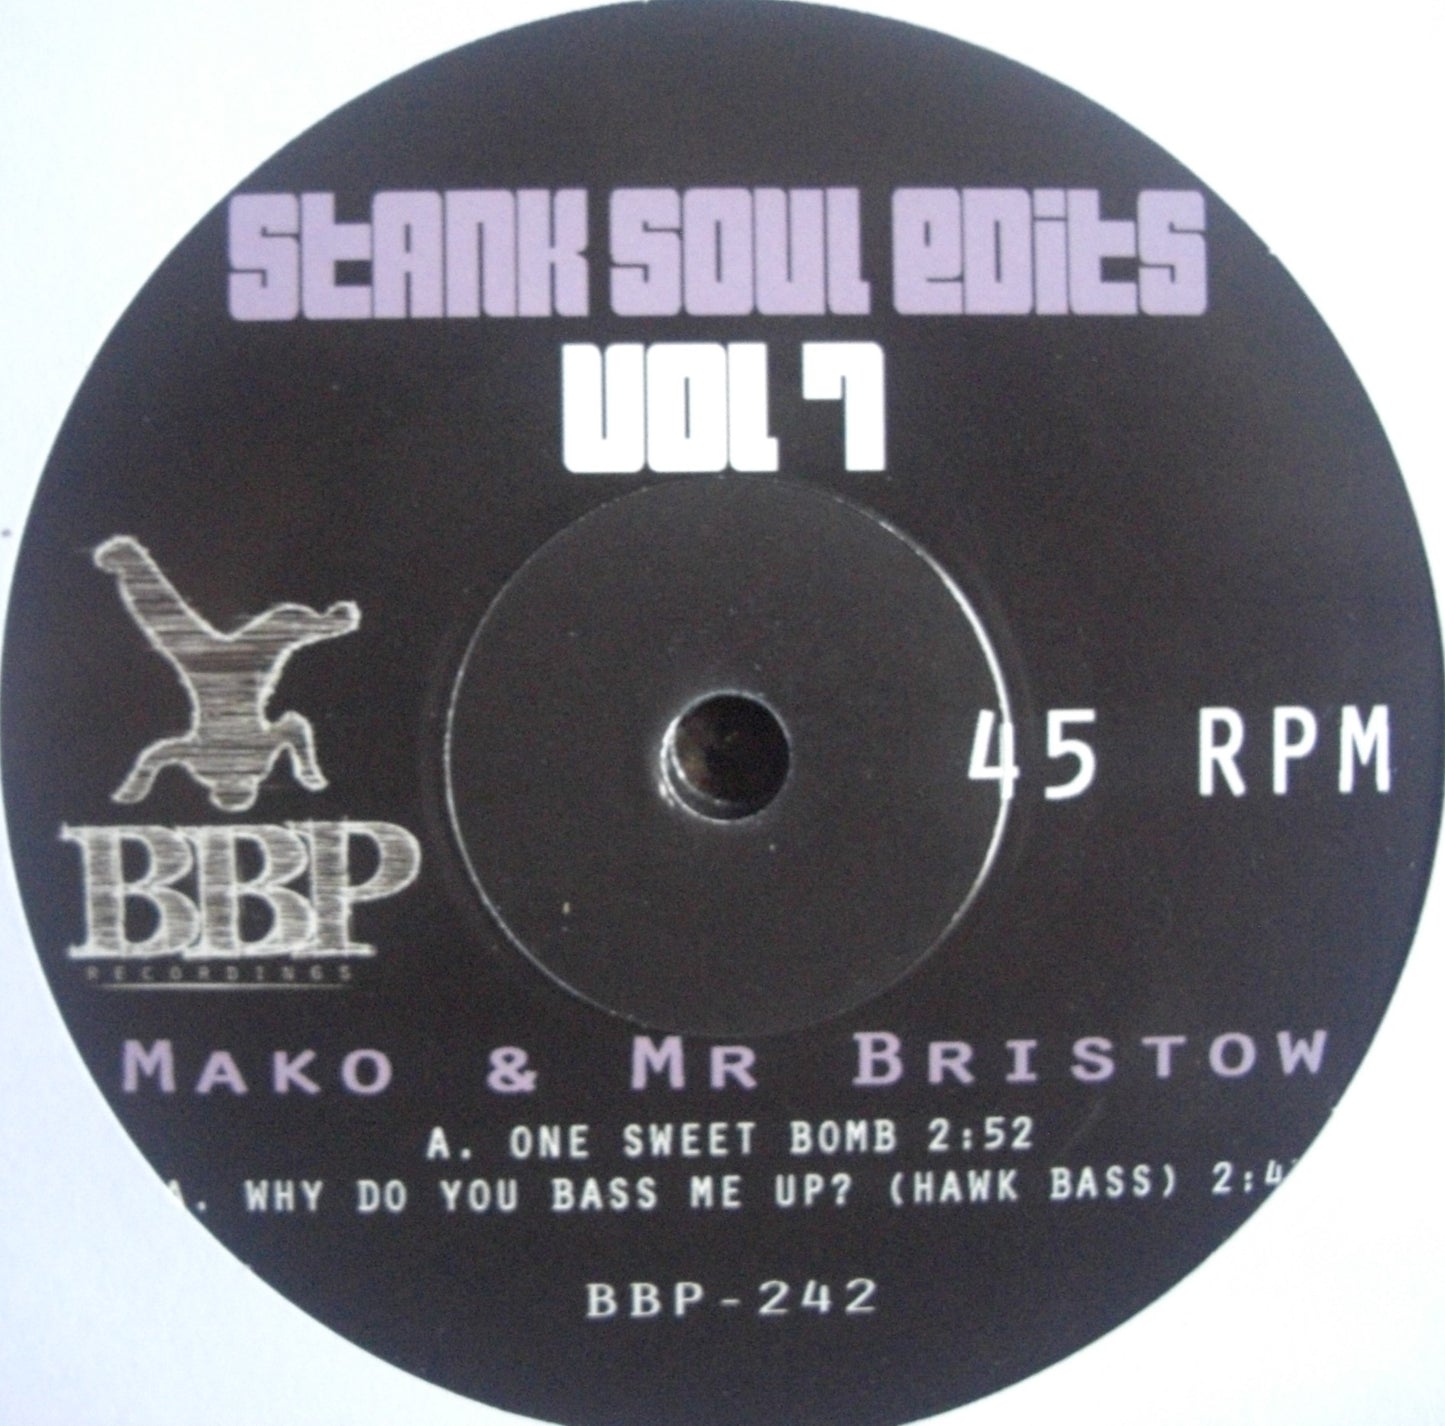 Stank Soul Edits
Vol 7
45 RPM
BBP
RECORDINGS
MAKO & MR BRISTOW
A. ONE SWEET BOMB 2:52
A. WHY DO YOU BASS ME UP? (HAWK BASS)
BBP-242